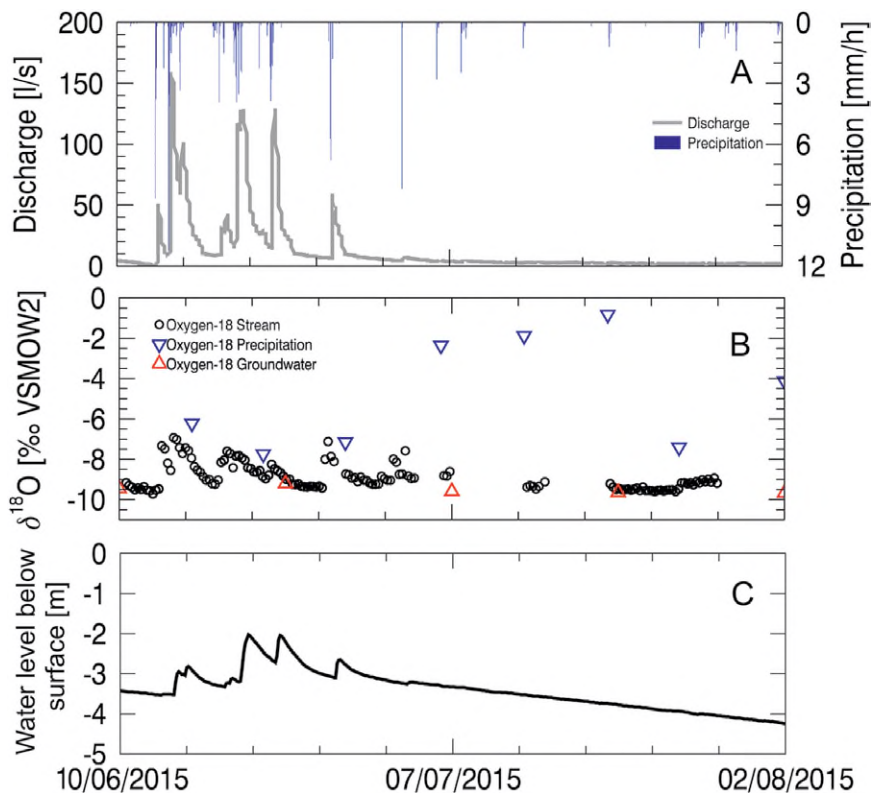 200
150
100
50
0
Discharge [l/s]
0
3
6
9
12
Precipitation [mm/h]
A
Discharge
Precipitation
0
-2
-4
-6
-8
-10
δ18O [‰ VSMOW2]
B
Oxygen-18 Stream
Oxygen-18 Precipitation
Oxygen-18 Groundwater
0
-1
-2
-3
-4
-5
Water level below
surface [m]
C
10/06/2015 07/07/2015 02/08/2015